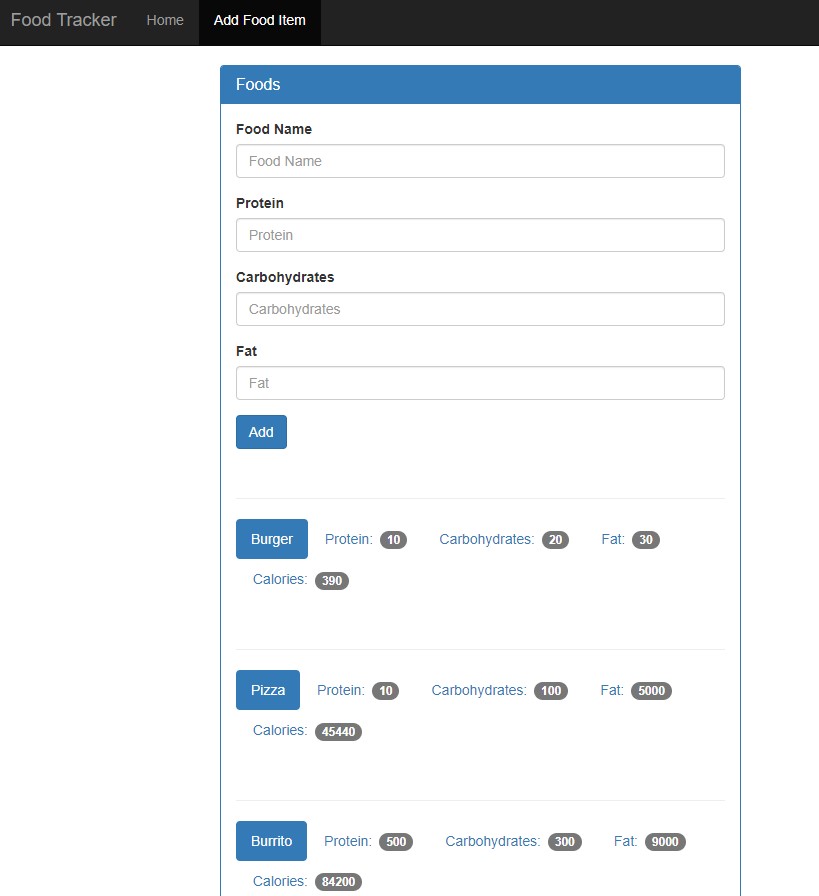 Food Tracker Home Add Food Item
Foods
Food Name
Food Name
Protein
Protein
Carbohydrates
Carbohydrates
Fat
Fat
Add
Burger Protein: 10 Carbohydrates: 20 Fat: 30
Calories: 390
Pizza Protein: 10 Carbohydrates: 100 Fat: 5000
Calories: 45440
Burrito Protein: 500 Carbohydrates: 300 Fat: 9000
Calories: 84200